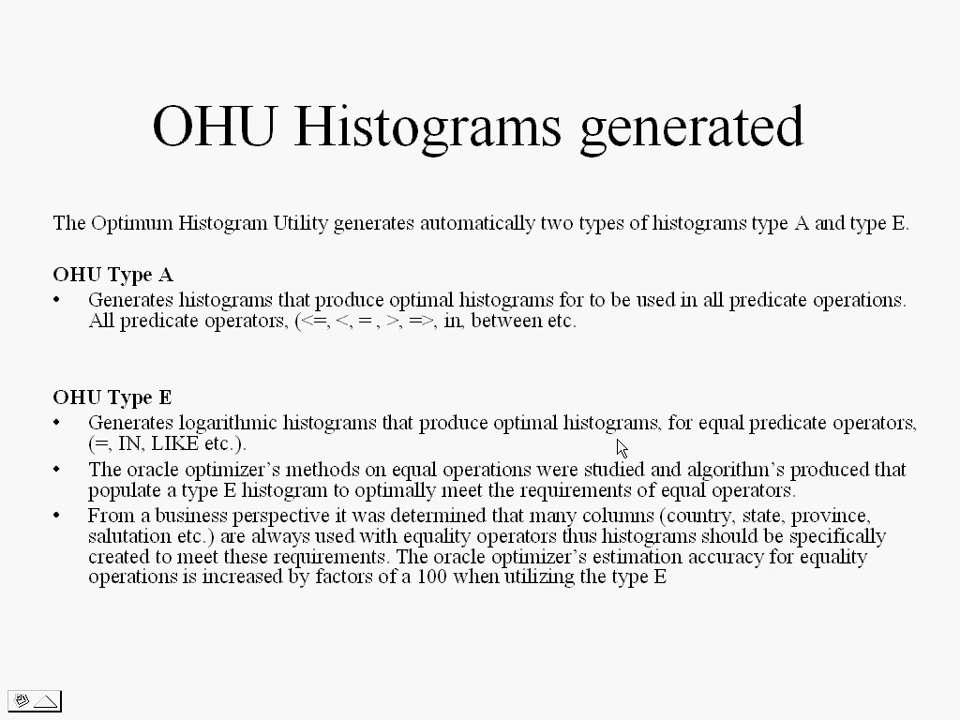 OHU Histograms generated
The Optimum Histogram Utility generates automatically two types of histograms type A and type E.
OHU Type A
• Generates histograms that produce optimal histograms for to be used in all predicate operations.
All predicate operators, (<=, <, = , >, =>, in, between etc.
OHU Type E
• Generates logarithmic histograms that produce optimal histograms, for equal predicate operators,
(=, IN, LIKE etc.).
• The oracle optimizer's methods on equal operations were studied and algorithm's produced that
populate a type E histogram to optimally meet the requirements of equal operators.
• From a business perspective it was determined that many columns (country, state, province,
salutation etc.) are always used with equality operators thus histograms should be specifically
created to meet these requirements. The oracle optimizer's estimation accuracy for equality
operations is increased by factors of a 100 when utilizing the type E